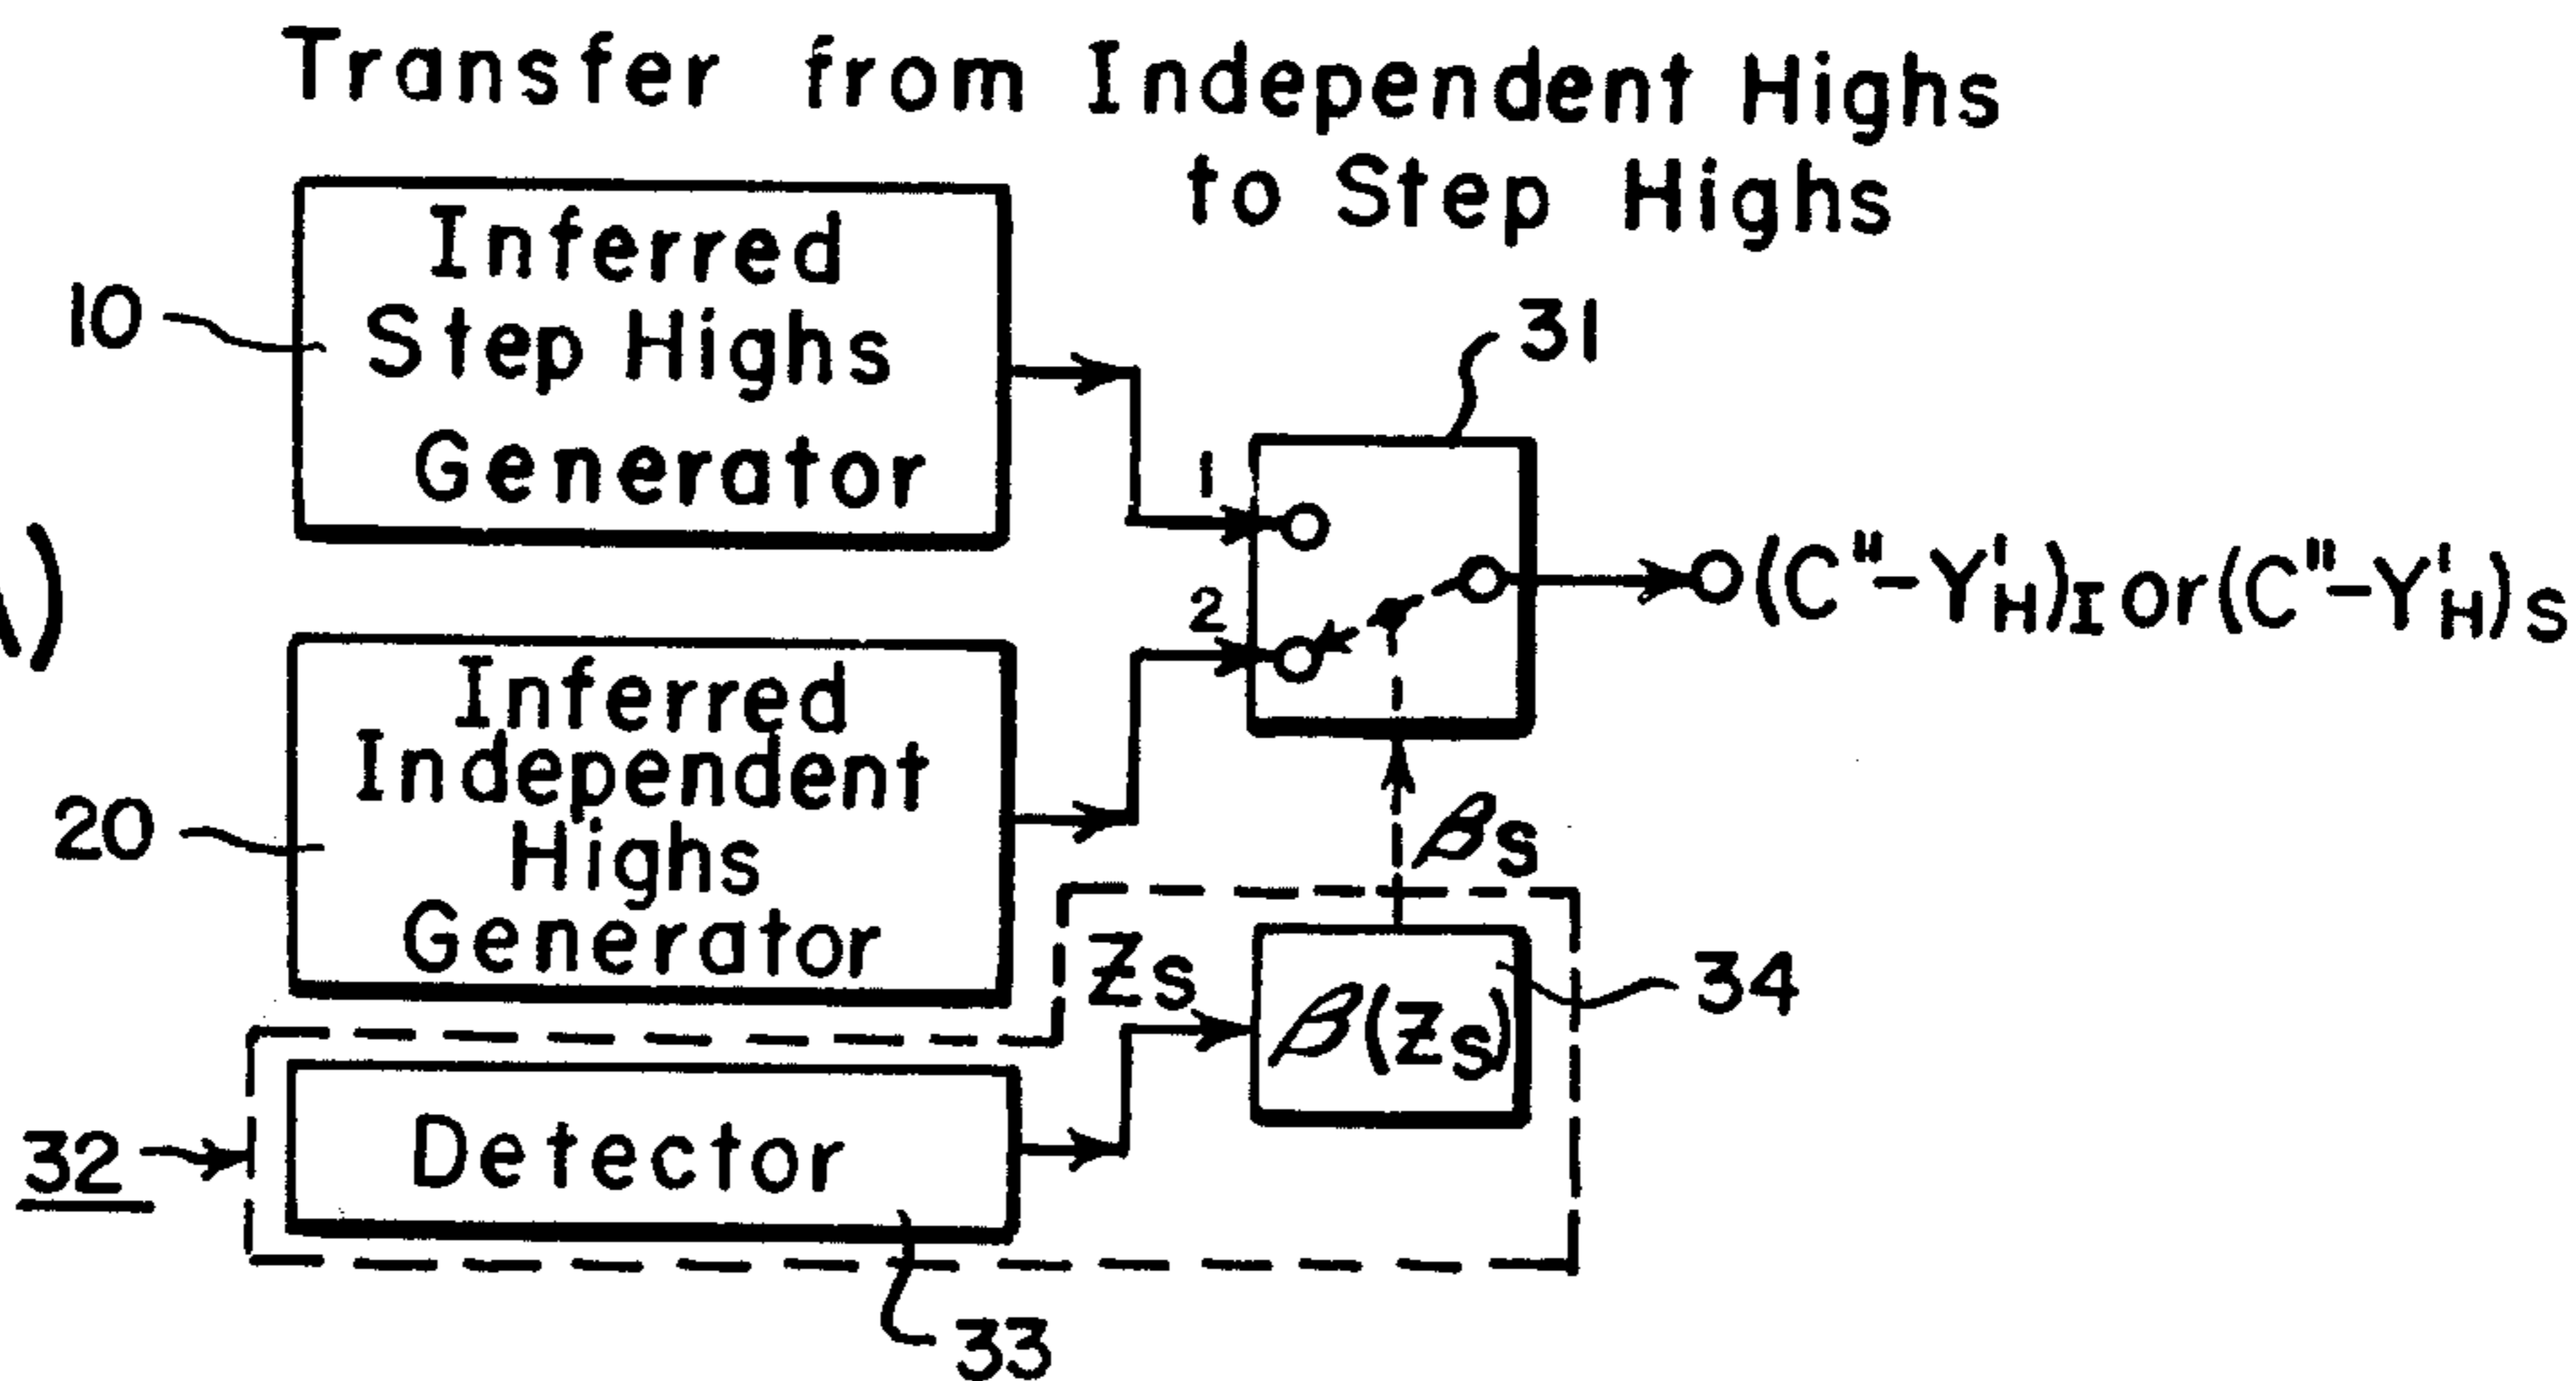 Transfer from Independent Highs
to Step Highs
Inferred
Step Highs
Generator
10
31
1
2
(C"-Y'H)I or (C"-Y'H)S
Inferred
Independent
Highs
Generator
20
βS
ZS
β(ZS)
34
Detector
32
33